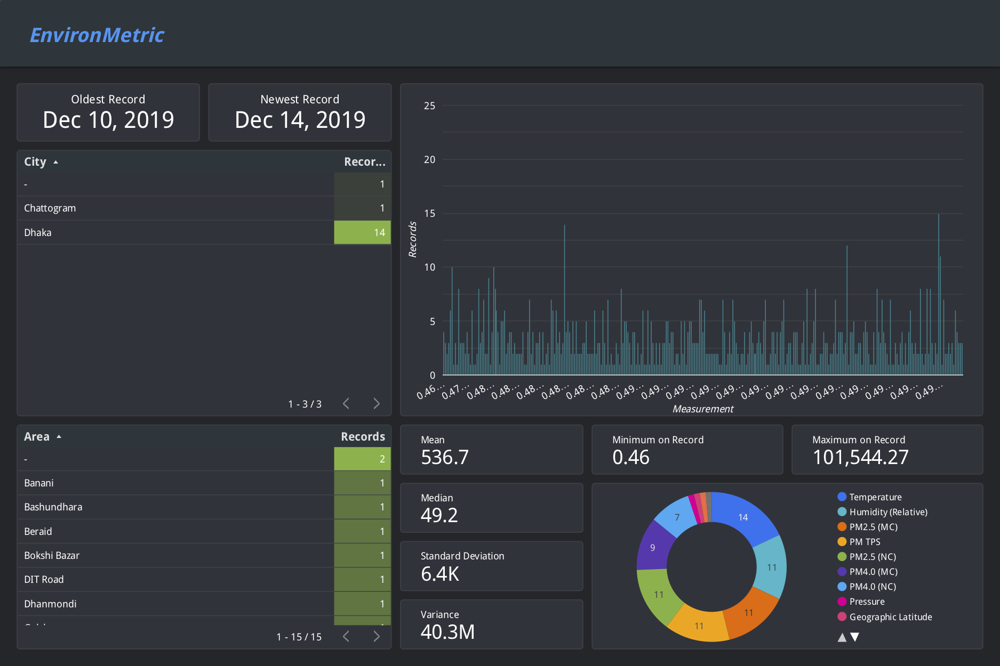 EnvironMetric
Oldest Record
Dec 10, 2019
Newest Record
Dec 14, 2019
City Recor...
- 1
Chattogram 1
Dhaka 14
1 - 3 / 3
25
20
15
10
5
0
Records
0.46... 0.47... 0.48... 0.48... 0.48... 0.48... 0.48... 0.48... 0.49... 0.49... 0.49... 0.49... 0.49... 0.49... 0.49... 0.49... 0.49... 0.49... 0.49... 0.49... 0.49...
Measurement
Area Records
- 2
Banani 1
Bashundhara 1
Beraid 1
Bokshi Bazar 1
DIT Road 1
Dhanmondi 1
1 - 15 / 15
Mean
536.7
Minimum on Record
0.46
Maximum on Record
101,544.27
Median
49.2
Standard Deviation
6.4K
Variance
40.3M
14
11
11
11
11
9
7
Temperature
Humidity (Relative)
PM2.5 (MC)
PM TPS
PM2.5 (NC)
PM4.0 (MC)
PM4.0 (NC)
Pressure
Geographic Latitude